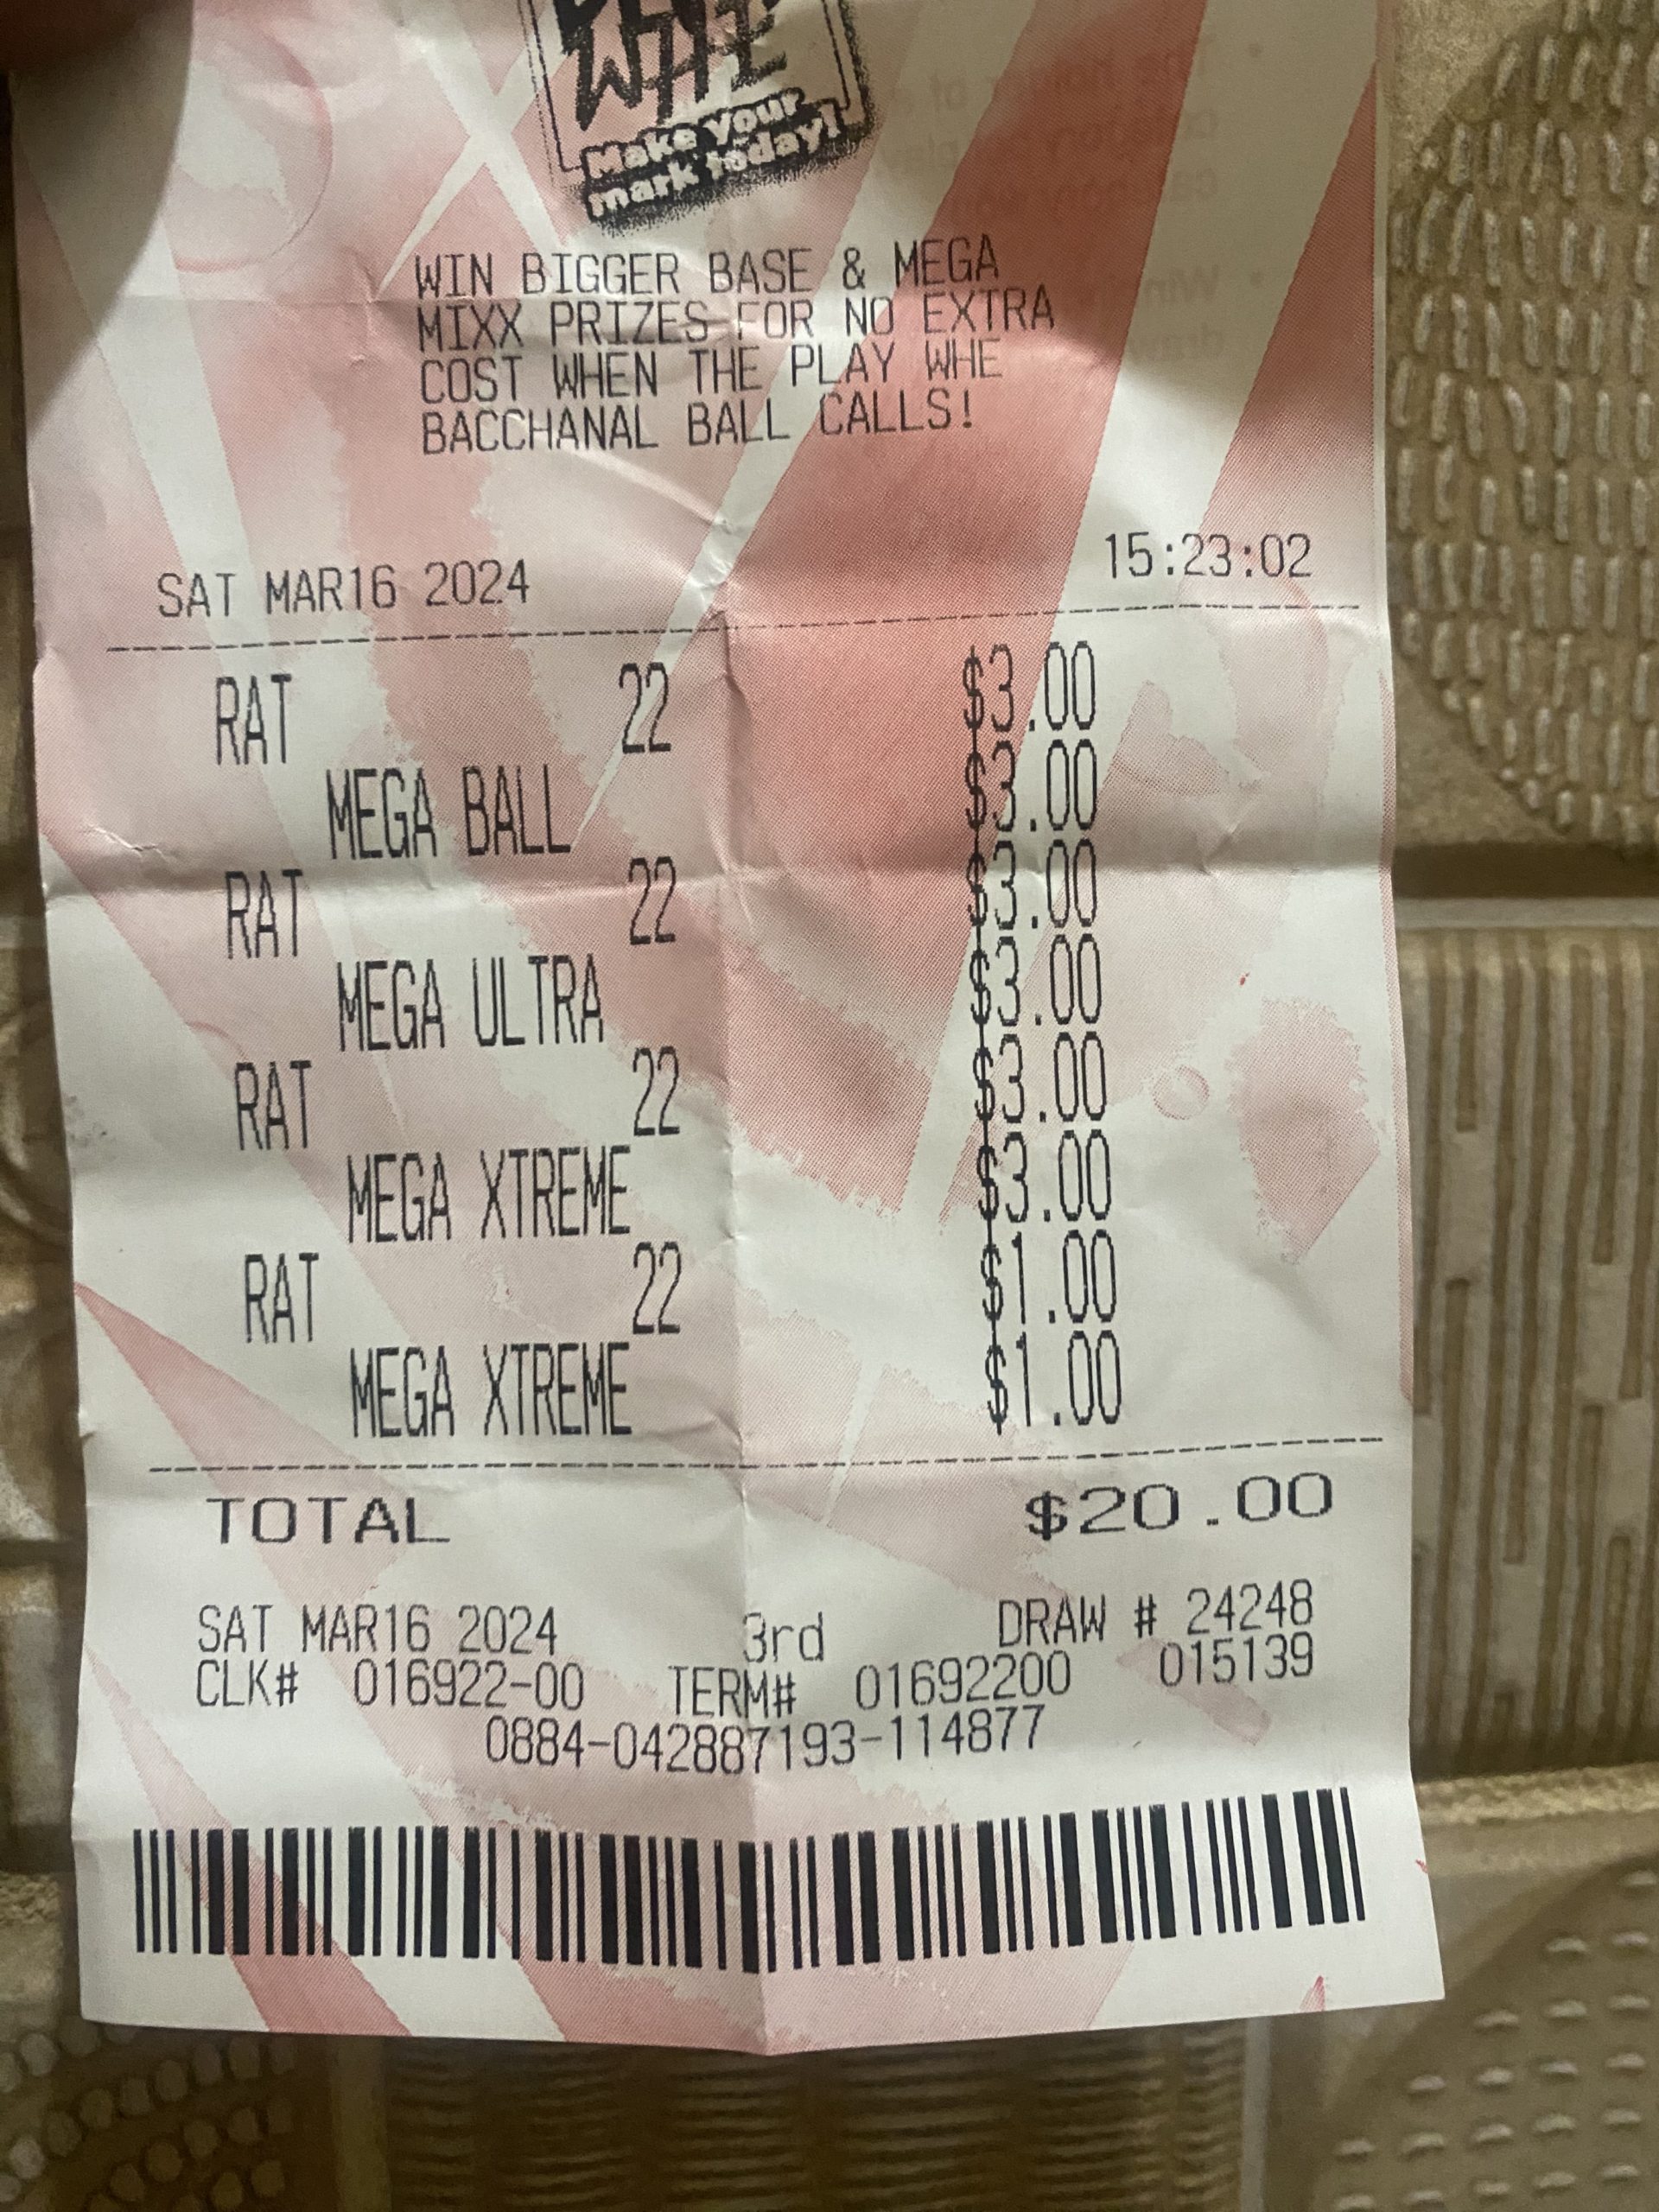 WHE
Make your
mark today!
WIN BIGGER BASE & MEGA
MIXX PRIZES FOR NO EXTRA
COST WHEN THE PLAY WHE
BACCHANAL BALL CALLS!
SAT MAR16 2024 15:23:02
RAT 22 $3.00
MEGA BALL $3.00
RAT 22 $3.00
MEGA ULTRA $3.00
RAT 22 $3.00
MEGA XTREME $3.00
RAT 22 $1.00
MEGA XTREME $1.00
TOTAL $20.00
SAT MAR16 2024 3rd DRAW # 24248
CLK# 016922-00 TERM# 01692200 015139
0884-042887193-114877